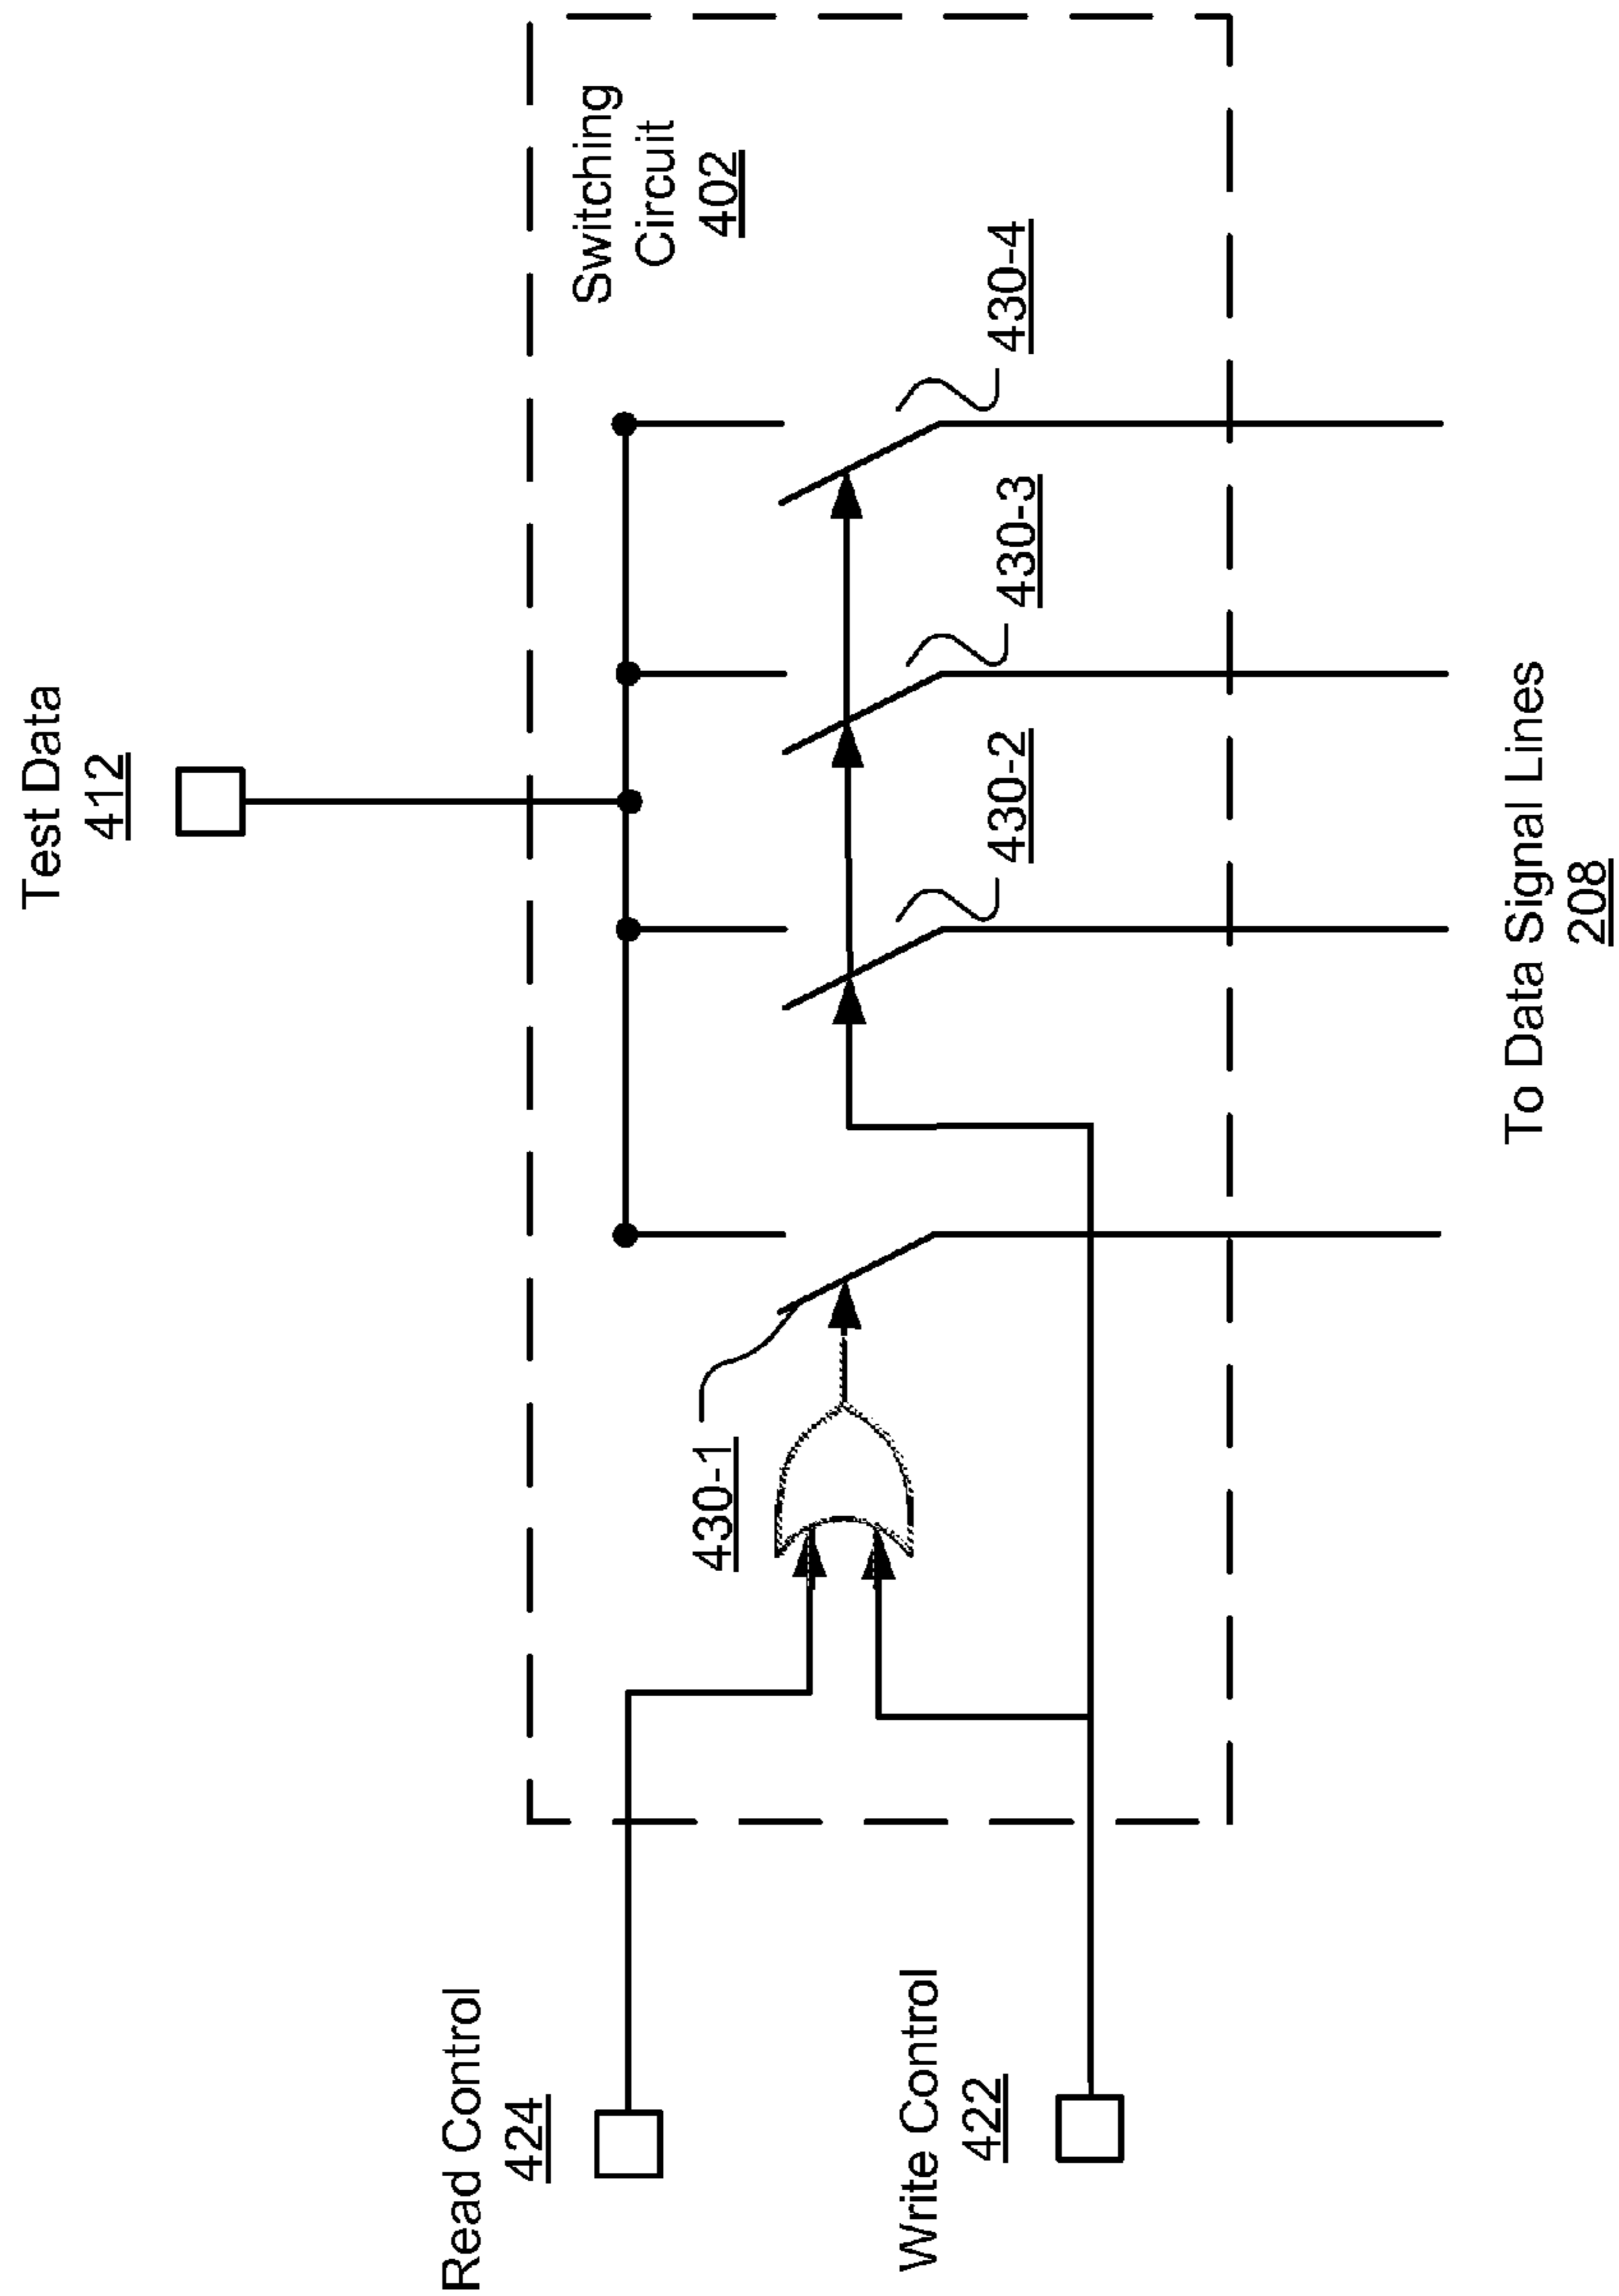 Test Data
412
Switching
Circuit
402
Read Control
424
430-1
430-2
430-3
430-4
Write Control
422
To Data Signal Lines
208